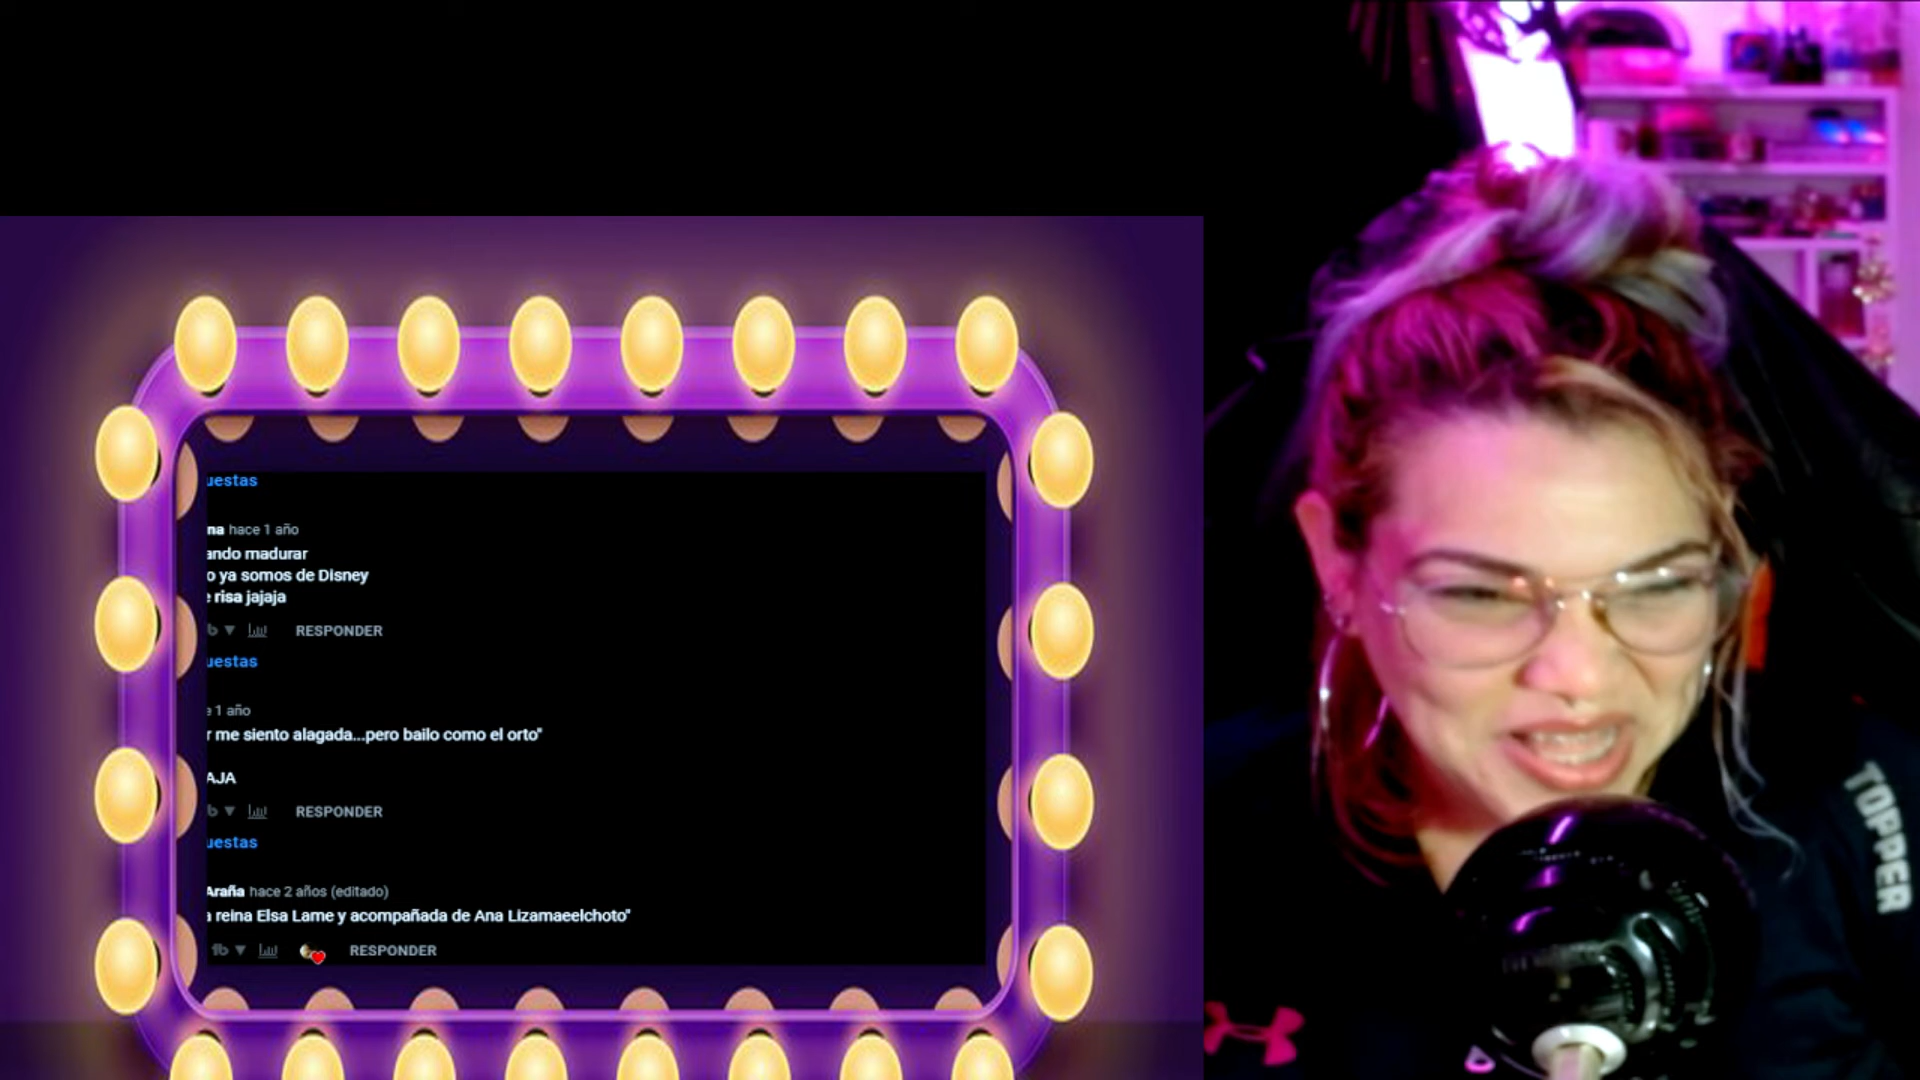 uestas
na hace 1 año
ando madurar
o ya somos de Disney
e risa jajaja
RESPONDER
uestas
e 1 año
r me siento alagada...pero bailo como el orto"
AJA
RESPONDER
uestas
Araña hace 2 años (editado)
a reina Elsa Lame y acompañada de Ana Lizamaeelchoto"
RESPONDER
TOPPER